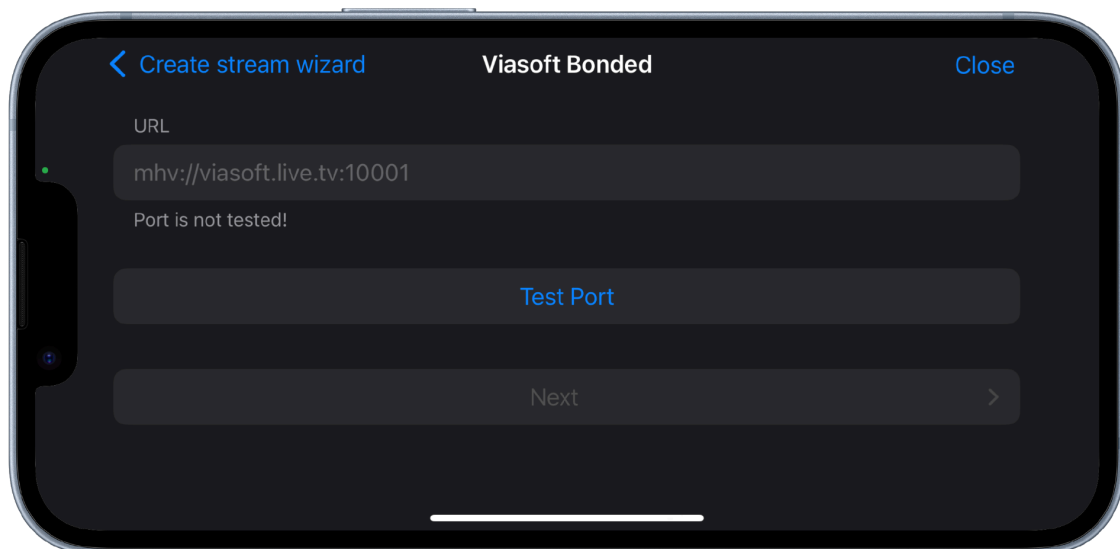 Create stream wizard
Viasoft Bonded
Close
URL
mhv://viasoft.live.tv:10001
Port is not tested!
Test Port
Next